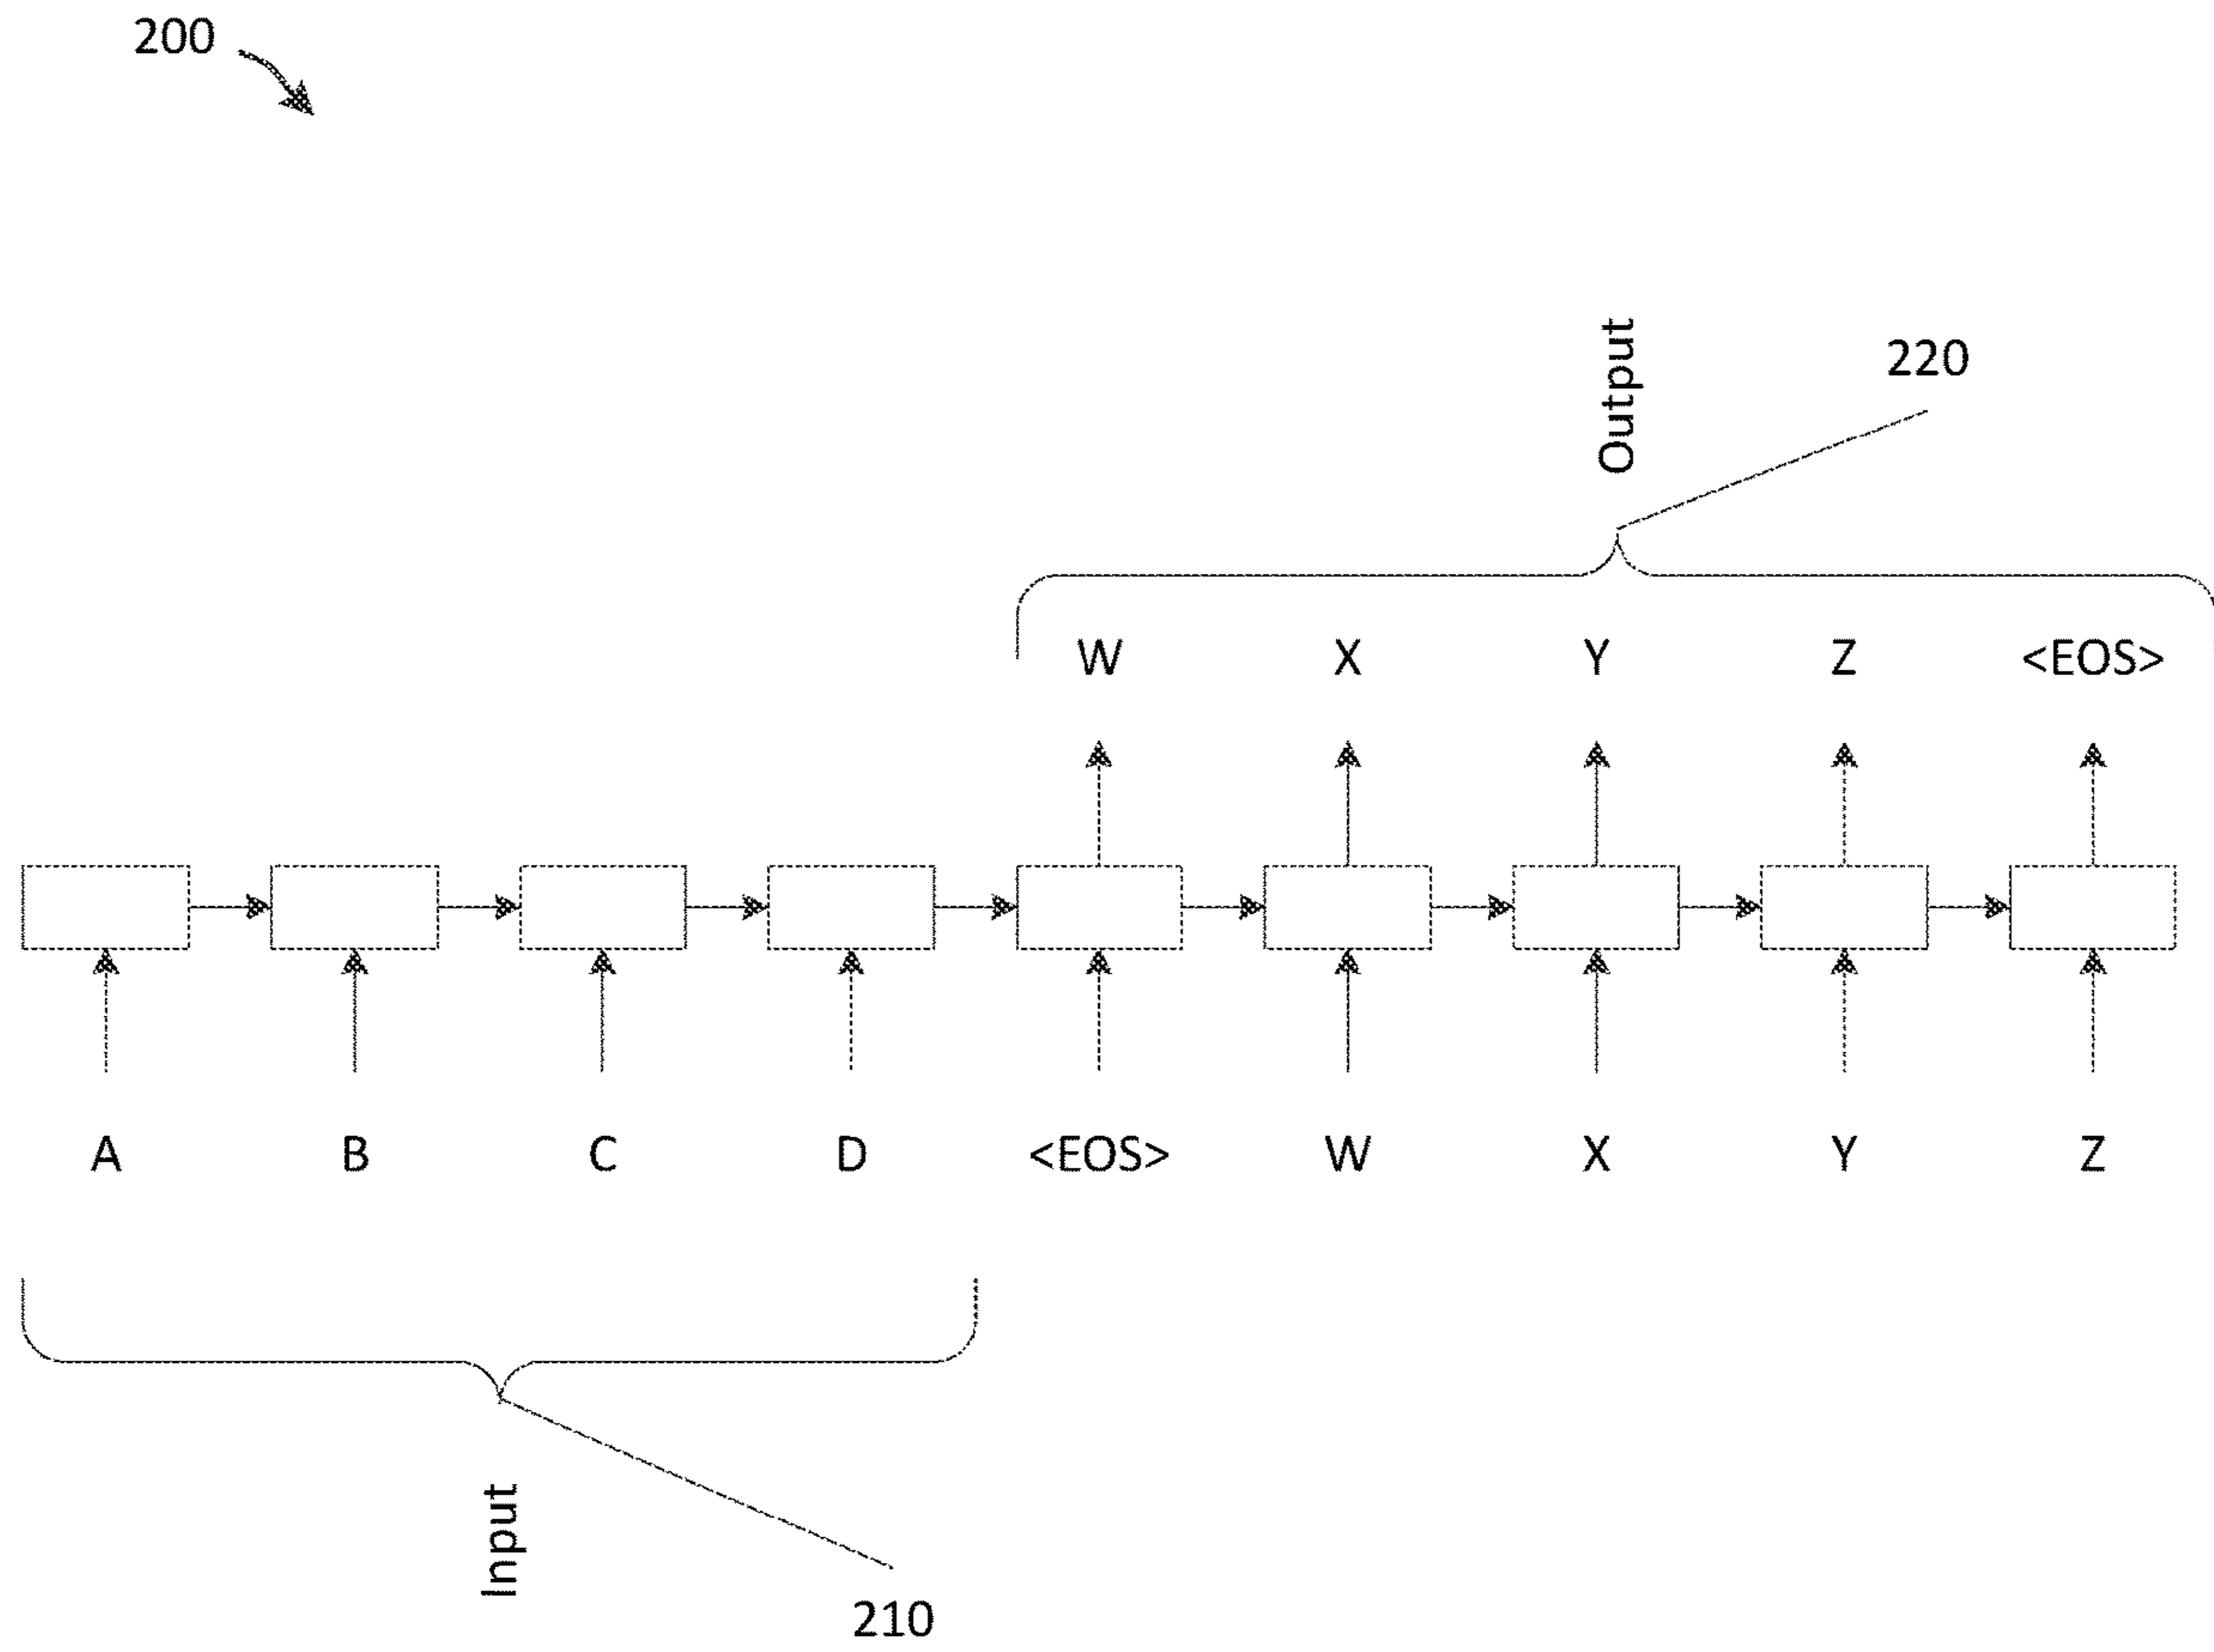 200
Output
220
W X Y Z <EOS>
A B C D <EOS> W X Y Z
Input
210